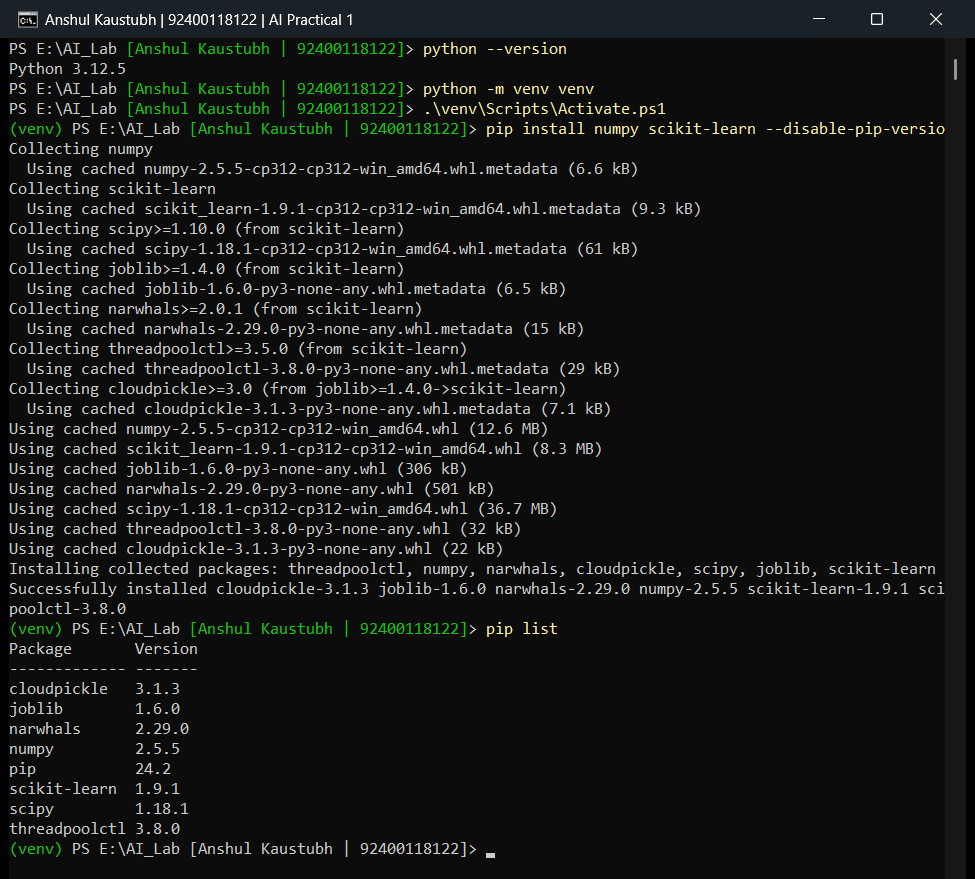 Anshul Kaustubh | 92400118122 | AI Practical 1
PS E:\AI_Lab [Anshul Kaustubh | 92400118122]> python --version
Python 3.12.5
PS E:\AI_Lab [Anshul Kaustubh | 92400118122]> python -m venv venv
PS E:\AI_Lab [Anshul Kaustubh | 92400118122]> .\venv\Scripts\Activate.ps1
(venv) PS E:\AI_Lab [Anshul Kaustubh | 92400118122]> pip install numpy scikit-learn --disable-pip-versio
Collecting numpy
  Using cached numpy-2.5.5-cp312-cp312-win_amd64.whl.metadata (6.6 kB)
Collecting scikit-learn
  Using cached scikit_learn-1.9.1-cp312-cp312-win_amd64.whl.metadata (9.3 kB)
Collecting scipy>=1.10.0 (from scikit-learn)
  Using cached scipy-1.18.1-cp312-cp312-win_amd64.whl.metadata (61 kB)
Collecting joblib>=1.4.0 (from scikit-learn)
  Using cached joblib-1.6.0-py3-none-any.whl.metadata (6.5 kB)
Collecting narwhals>=2.0.1 (from scikit-learn)
  Using cached narwhals-2.29.0-py3-none-any.whl.metadata (15 kB)
Collecting threadpoolctl>=3.5.0 (from scikit-learn)
  Using cached threadpoolctl-3.8.0-py3-none-any.whl.metadata (29 kB)
Collecting cloudpickle>=3.0 (from joblib>=1.4.0->scikit-learn)
  Using cached cloudpickle-3.1.3-py3-none-any.whl.metadata (7.1 kB)
Using cached numpy-2.5.5-cp312-cp312-win_amd64.whl (12.6 MB)
Using cached scikit_learn-1.9.1-cp312-cp312-win_amd64.whl (8.3 MB)
Using cached joblib-1.6.0-py3-none-any.whl (306 kB)
Using cached narwhals-2.29.0-py3-none-any.whl (501 kB)
Using cached scipy-1.18.1-cp312-cp312-win_amd64.whl (36.7 MB)
Using cached threadpoolctl-3.8.0-py3-none-any.whl (32 kB)
Using cached cloudpickle-3.1.3-py3-none-any.whl (22 kB)
Installing collected packages: threadpoolctl, numpy, narwhals, cloudpickle, scipy, joblib, scikit-learn
Successfully installed cloudpickle-3.1.3 joblib-1.6.0 narwhals-2.29.0 numpy-2.5.5 scikit-learn-1.9.1 sci
poolctl-3.8.0
(venv) PS E:\AI_Lab [Anshul Kaustubh | 92400118122]> pip list
Package       Version
------------- -------
cloudpickle   3.1.3
joblib        1.6.0
narwhals      2.29.0
numpy         2.5.5
pip           24.2
scikit-learn  1.9.1
scipy         1.18.1
threadpoolctl 3.8.0
(venv) PS E:\AI_Lab [Anshul Kaustubh | 92400118122]>